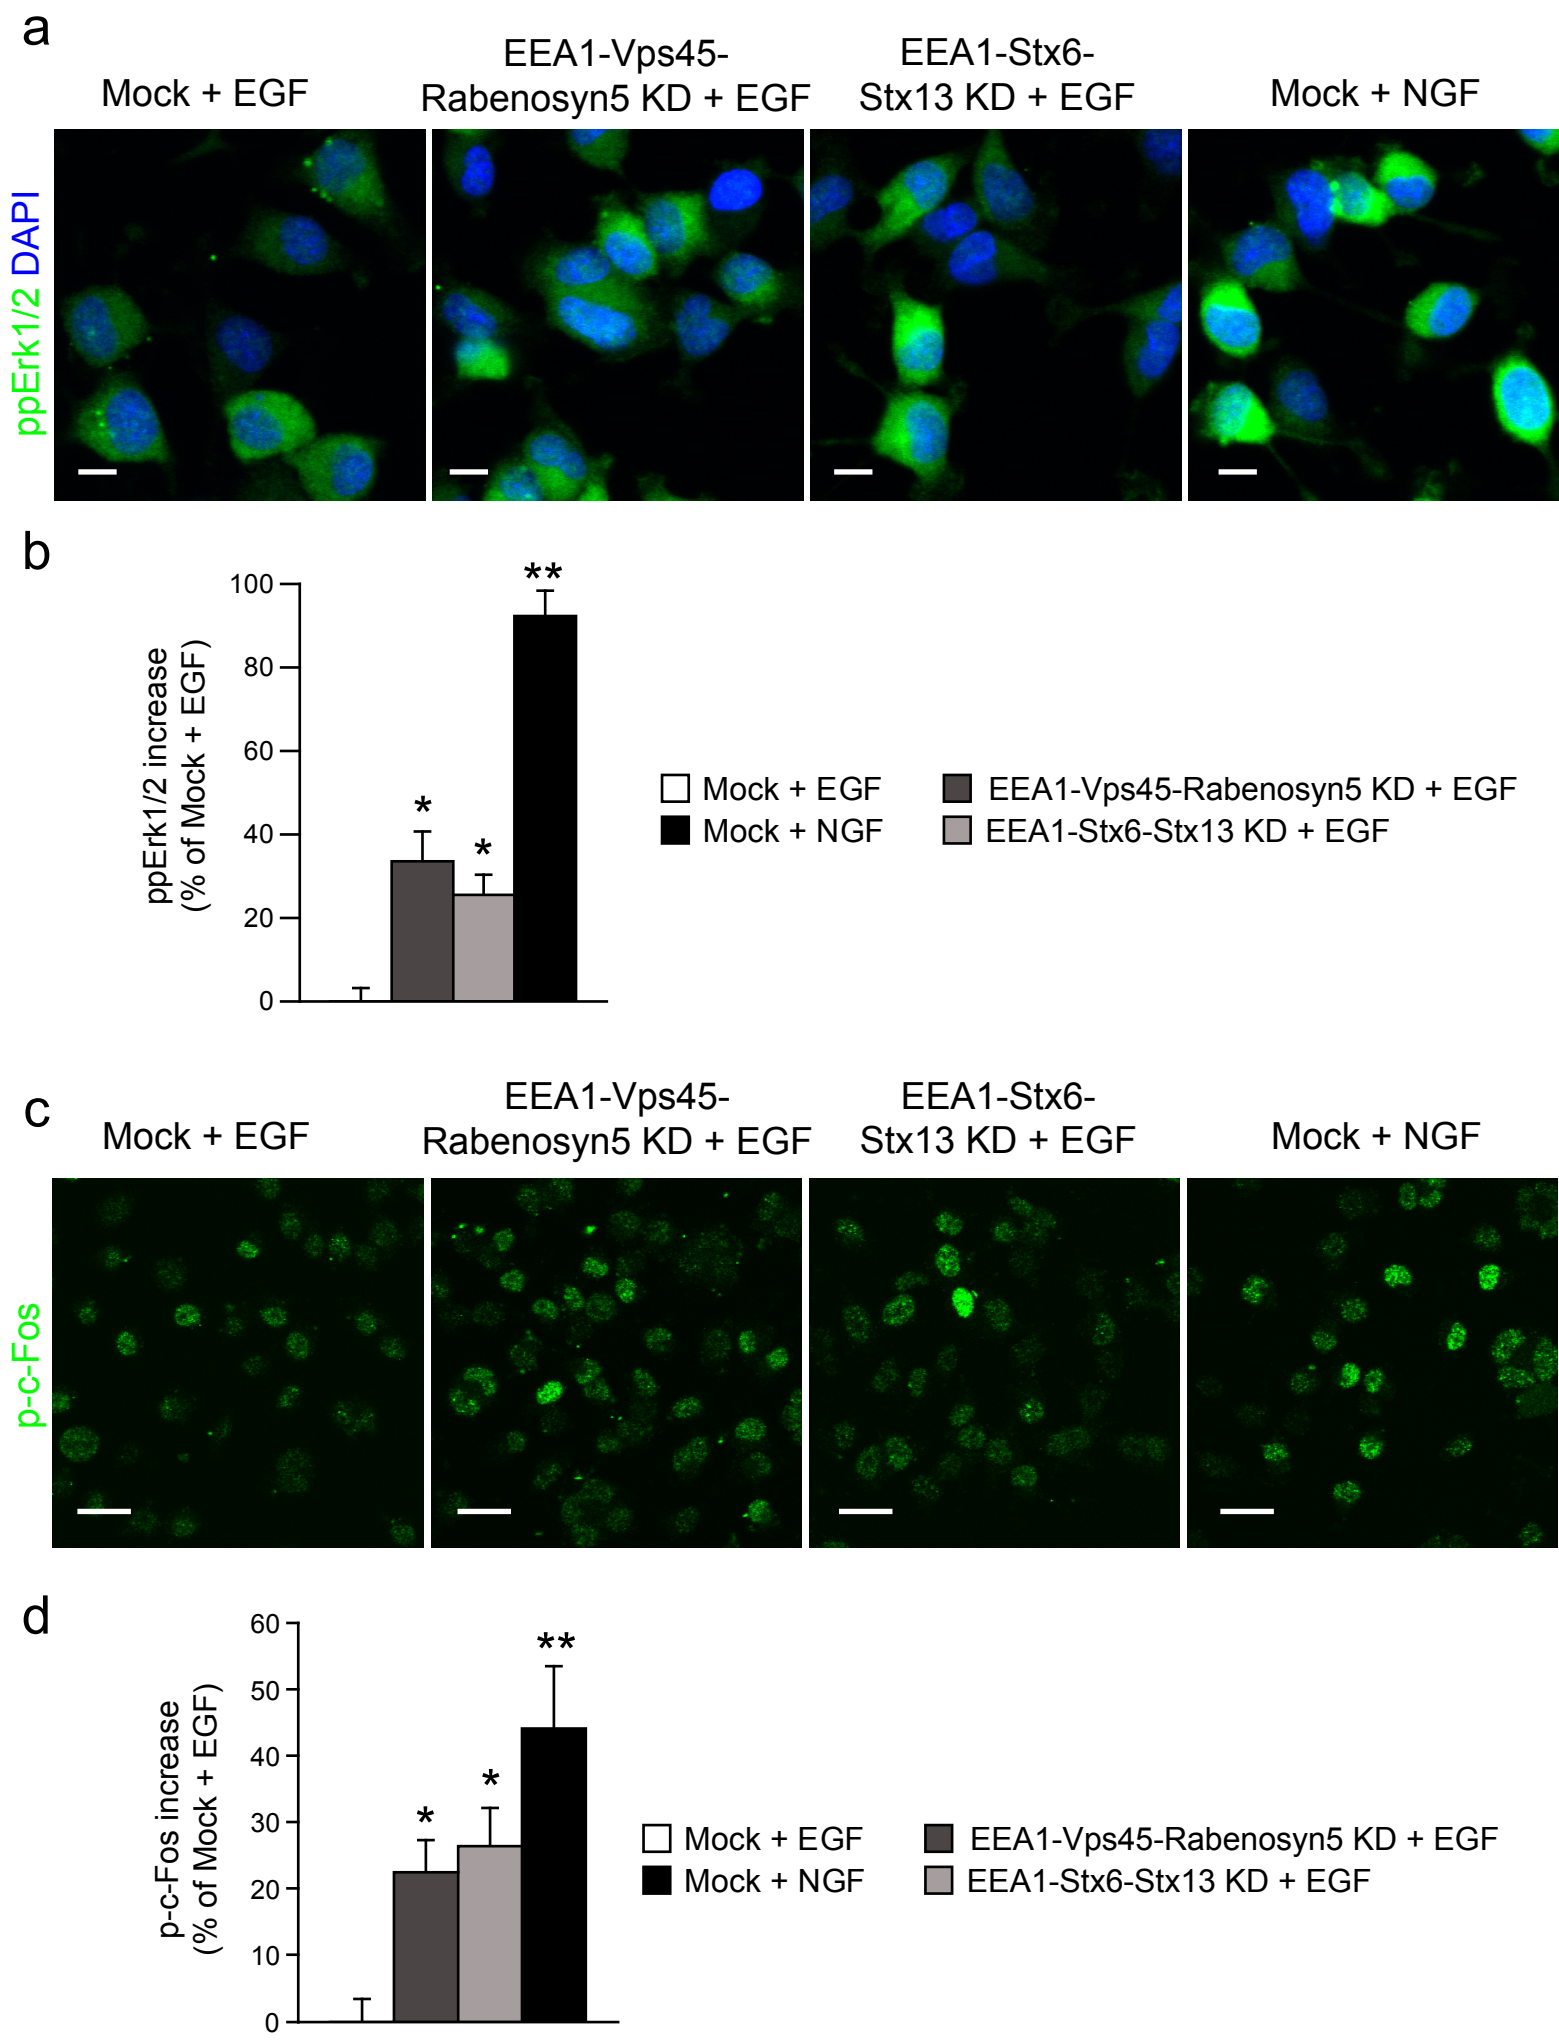 a
Mock + EGF
EEA1-Vps45-
Rabenosyn5 KD + EGF
EEA1-Stx6-
Stx13 KD + EGF
Mock + NGF
ppErk1/2 DAPI
b
ppErk1/2 increase
(% of Mock + EGF)
100
80
60
40
20
0
*
*
**
Mock + EGF
EEA1-Vps45-Rabenosyn5 KD + EGF
Mock + NGF
EEA1-Stx6-Stx13 KD + EGF
c
Mock + EGF
EEA1-Vps45-
Rabenosyn5 KD + EGF
EEA1-Stx6-
Stx13 KD + EGF
Mock + NGF
p-c-Fos
d
p-c-Fos increase
(% of Mock + EGF)
60
50
40
30
20
10
0
*
*
**
Mock + EGF
EEA1-Vps45-Rabenosyn5 KD + EGF
Mock + NGF
EEA1-Stx6-Stx13 KD + EGF